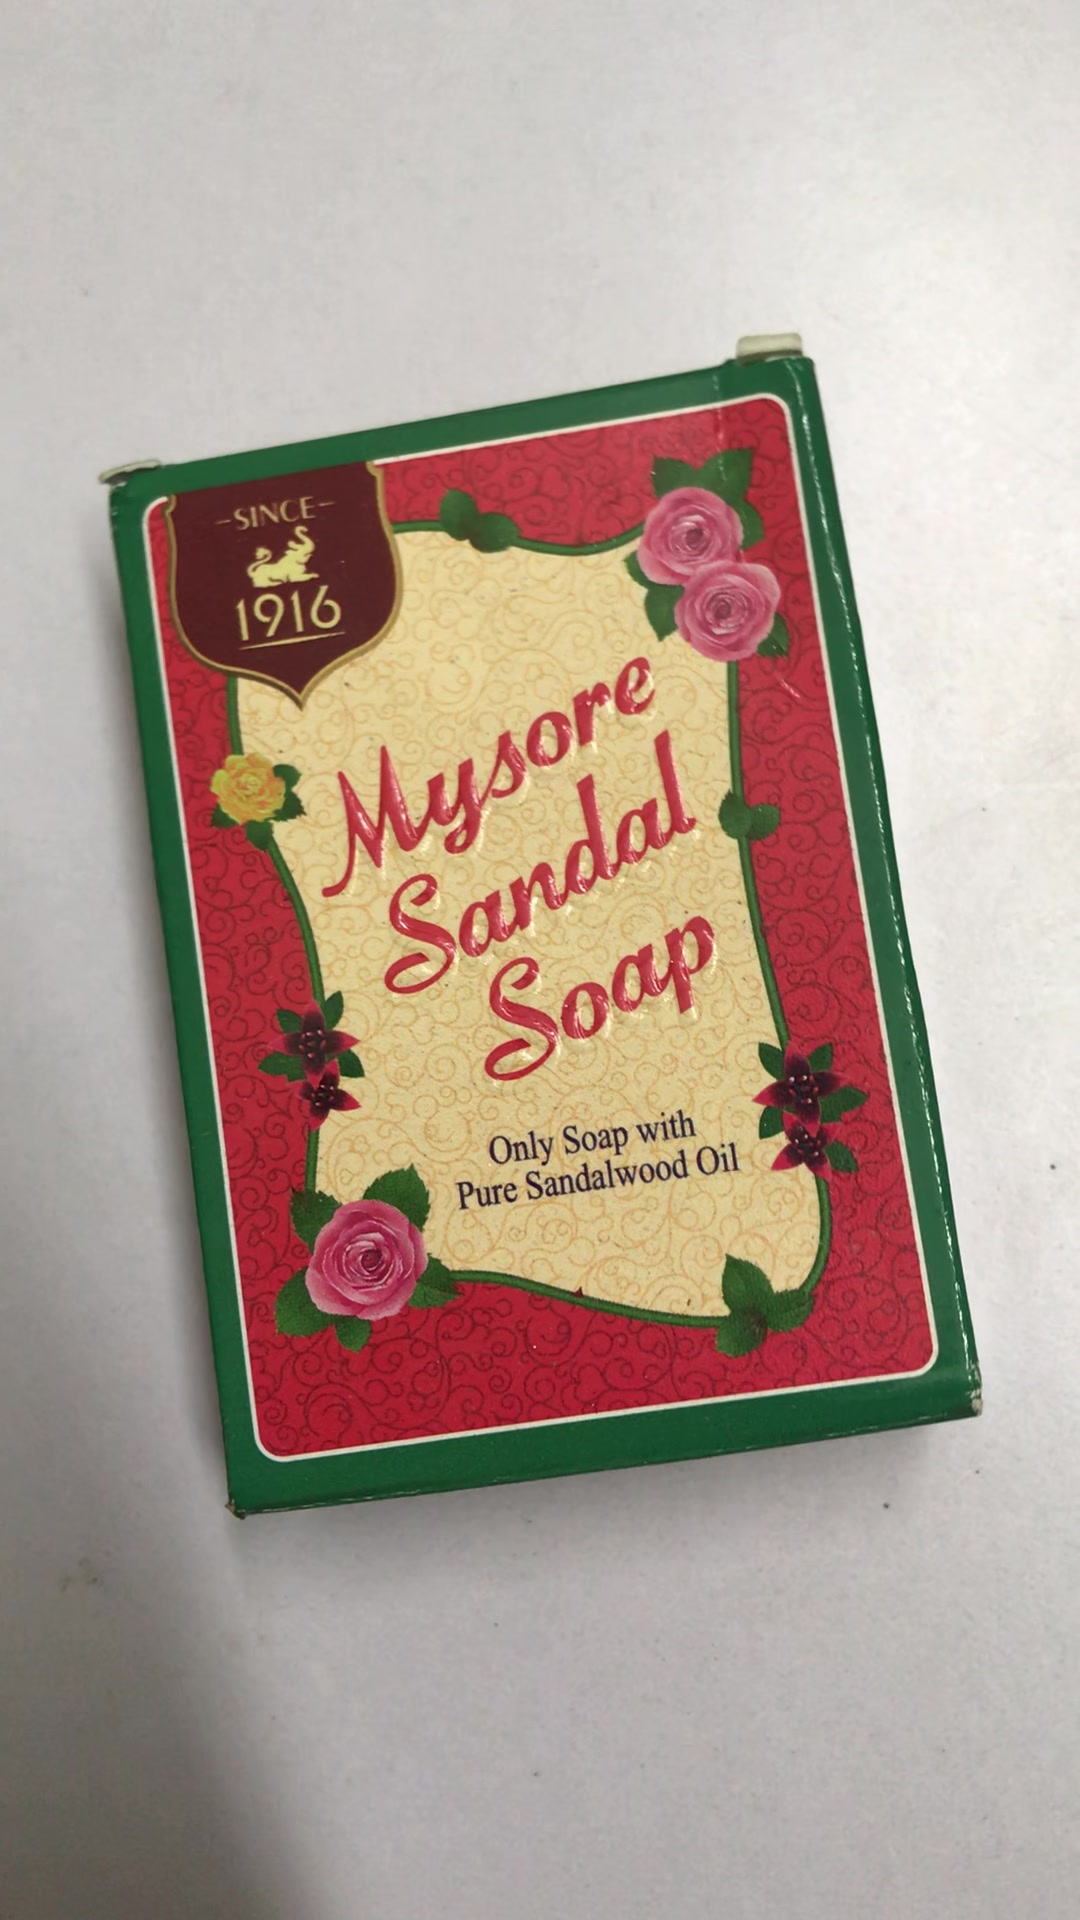 -SINCE-
1916
Mysore
Sandal
Soap
Only Soap with
Pure Sandalwood Oil